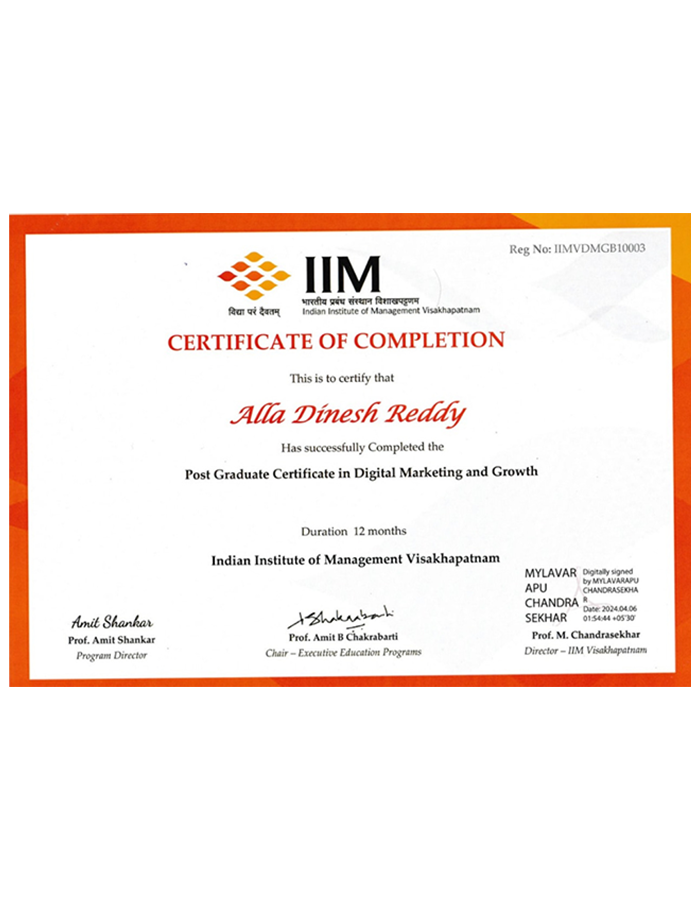 Reg No: IIMVDMGB10003
IIM
भारतीय प्रबंध संस्थान विशाखपट्टणम
विद्या परं दैवतम्
Indian Institute of Management Visakhapatnam
CERTIFICATE OF COMPLETION
This is to certify that
Alla Dinesh Reddy
Has successfully Completed the
Post Graduate Certificate in Digital Marketing and Growth
Duration 12 months
Indian Institute of Management Visakhapatnam
MYLAVAR
APU
CHANDRA
SEKHAR
Digitally signed
by MYLAVARAPU
CHANDRASEKHA
R
Date: 2024.04.06
01:54:44 +05'30'
Amit Shankar
Prof. Amit Shankar
Program Director
Prof. Amit B Chakrabarti
Chair – Executive Education Programs
Prof. M. Chandrasekhar
Director – IIM Visakhapatnam